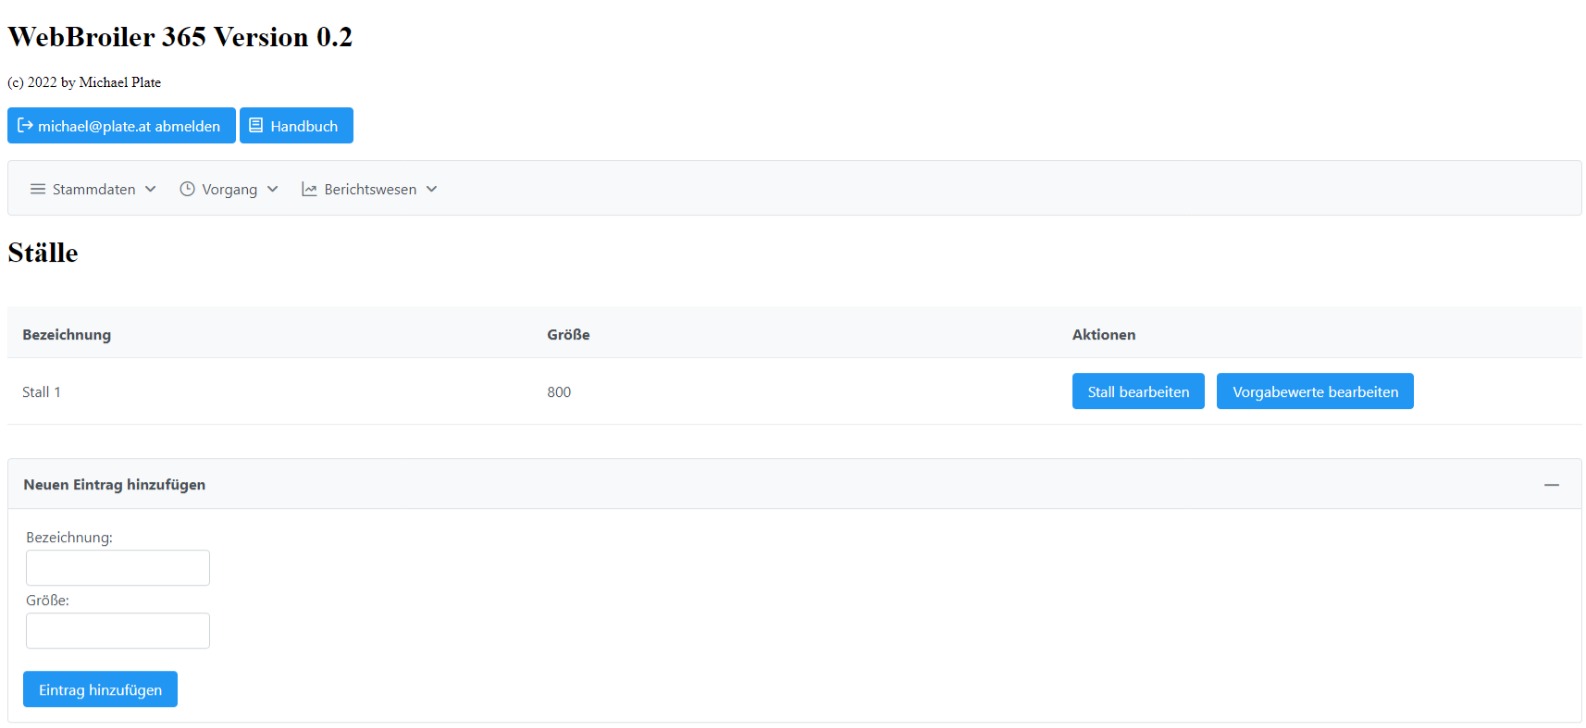 WebBroiler 365 Version 0.2
(c) 2022 by Michael Plate
michael@plate.at abmelden Handbuch
Stammdaten Vorgang Berichtswesen
Ställe
Bezeichnung Größe Aktionen
Stall 1 800 Stall bearbeiten Vorgabewerte bearbeiten
Neuen Eintrag hinzufügen
Bezeichnung:
Größe:
Eintrag hinzufügen